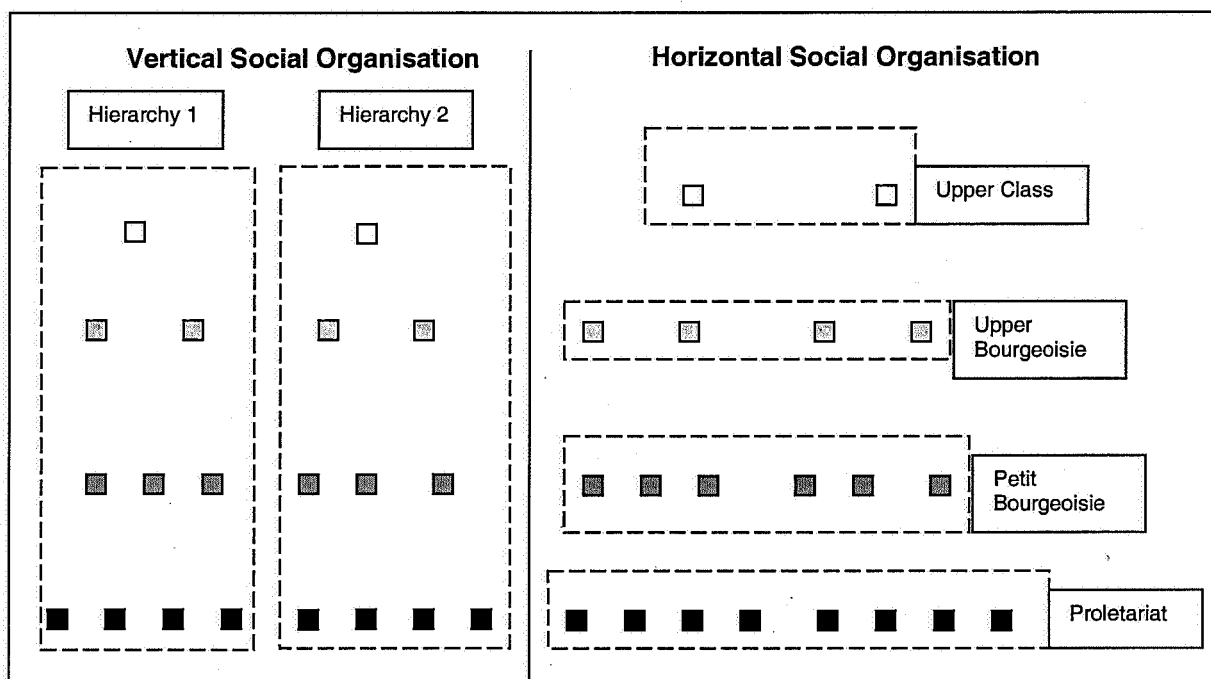 Vertical Social Organisation
Horizontal Social Organisation
Hierarchy 1
Hierarchy 2
Upper Class
Upper
Bourgeoisie
Petit
Bourgeoisie
Proletariat